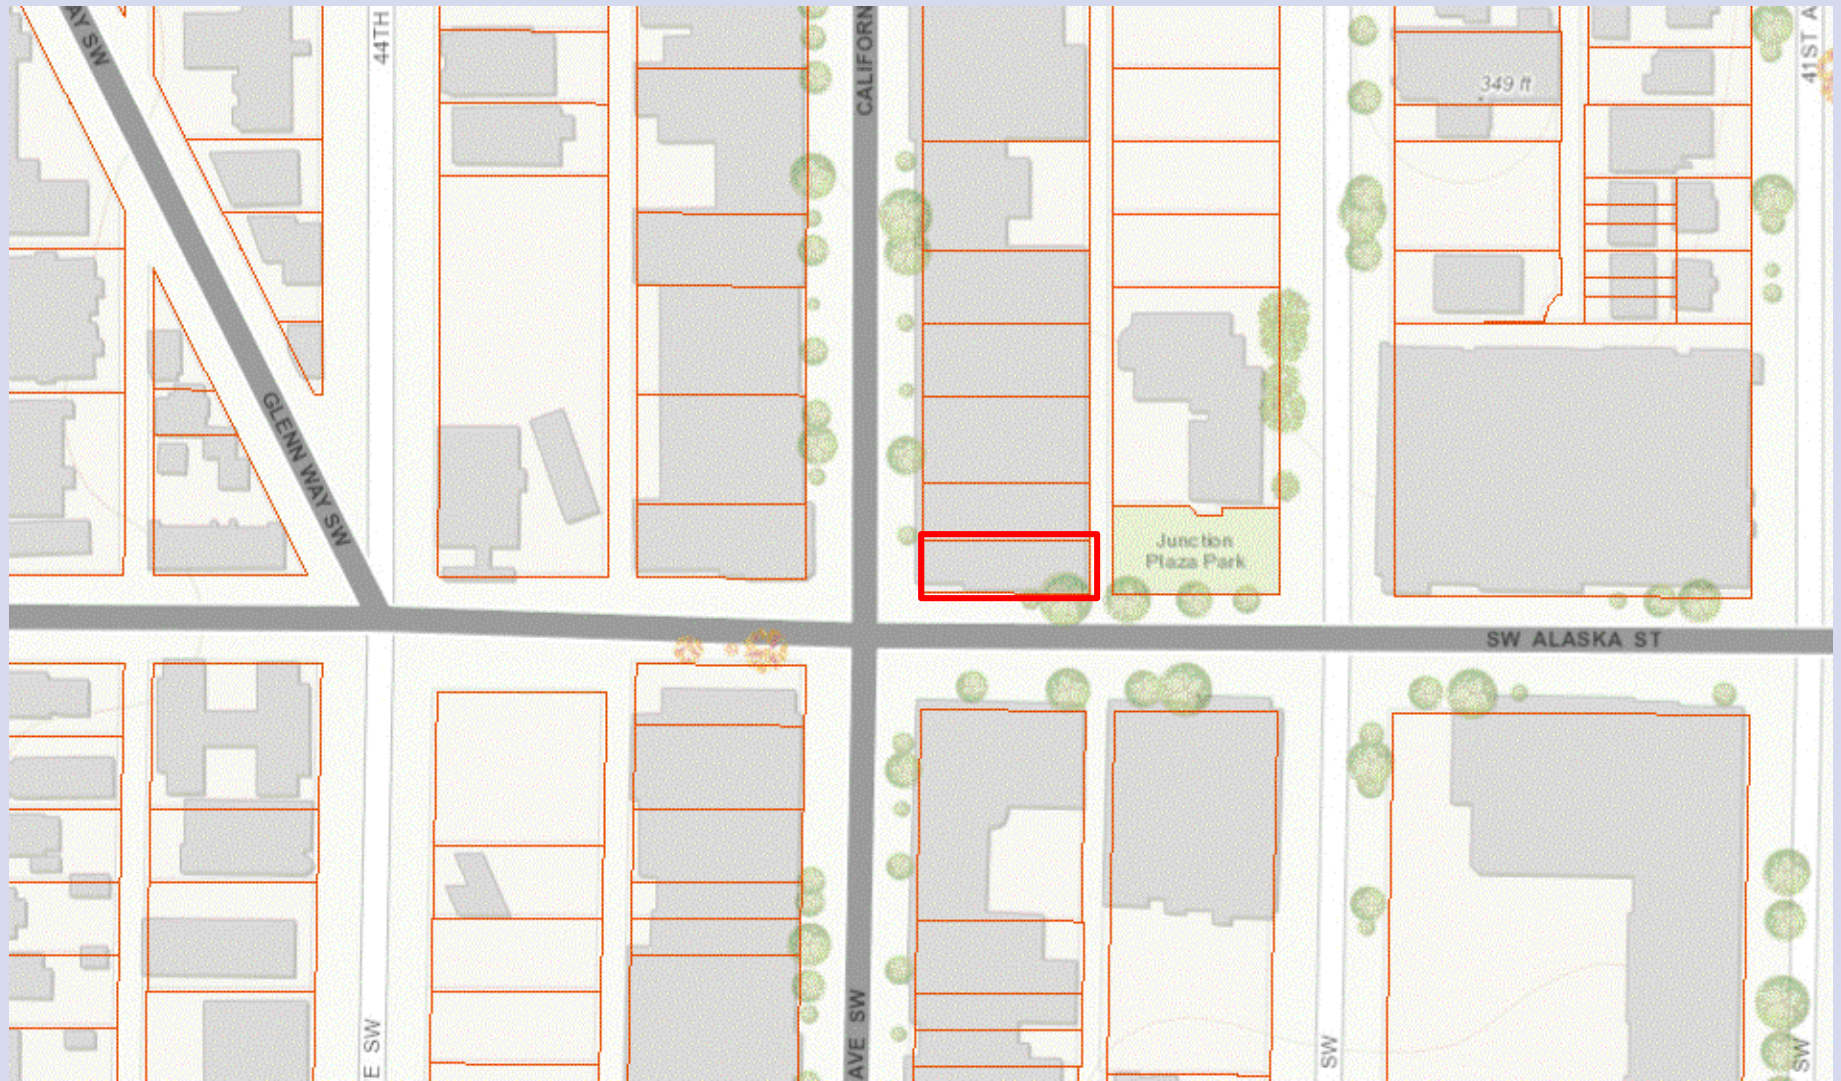 AY SW
44TH
CALIFORN
349 ft
41ST A
GLENN WAY SW
Junction
Plaza Park
SW ALASKA ST
E SW
AVE SW
SW
SW